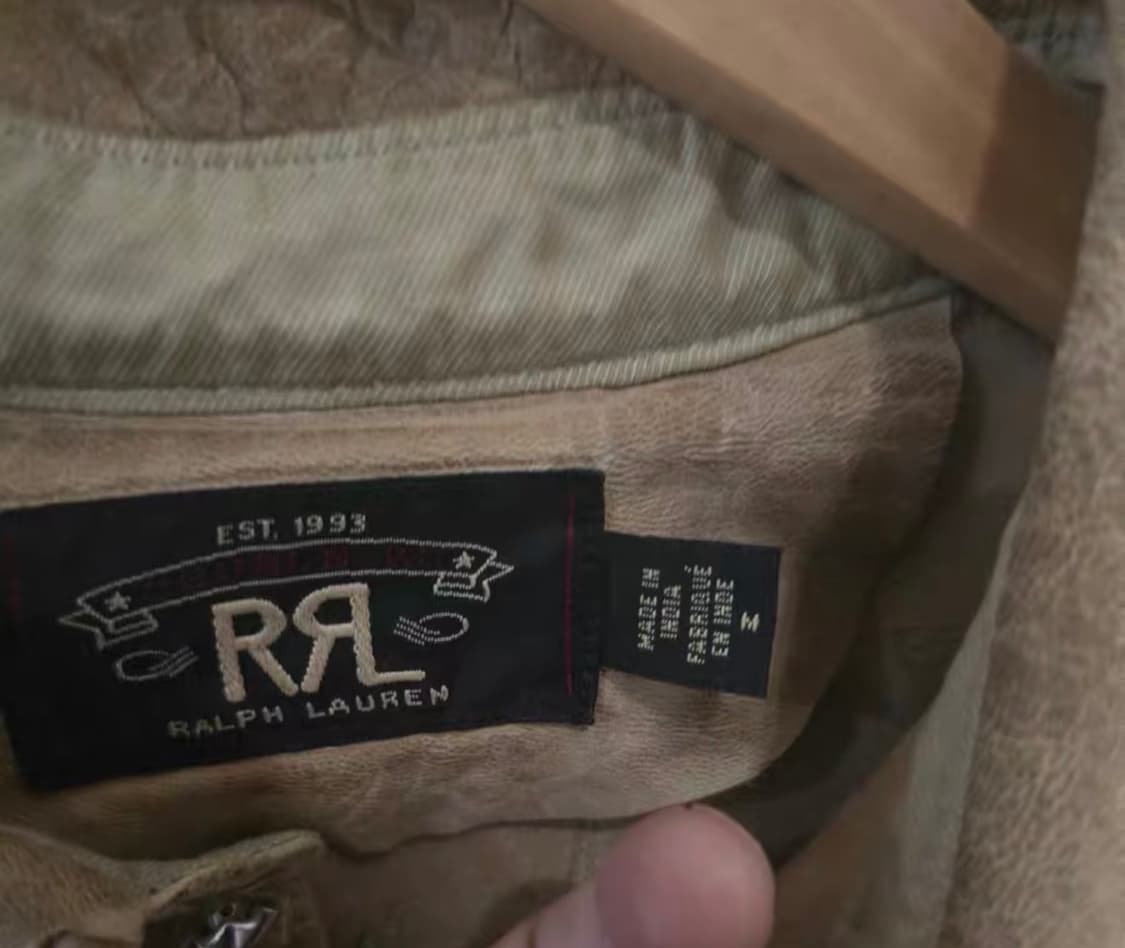 EST. 1993
RRL
RALPH LAUREN
MADE IN
INDIA
FABRIQUÉ
EN INDE
M